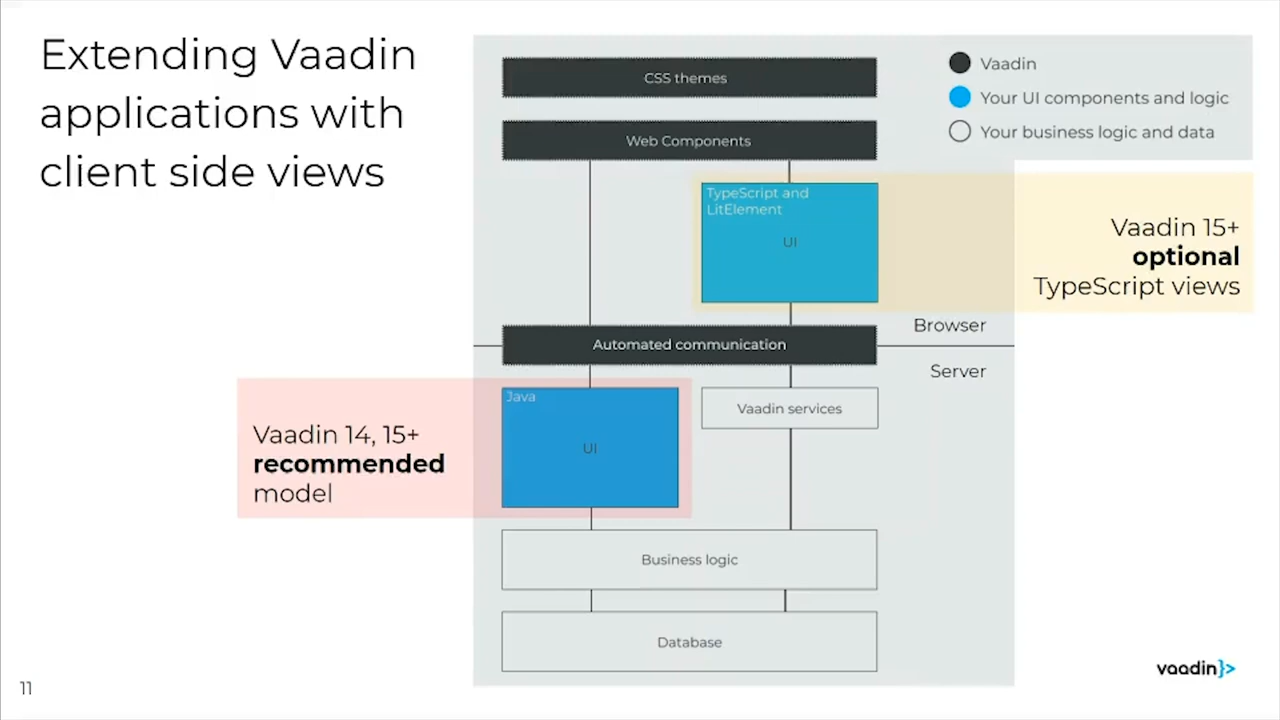 Extending Vaadin
applications with
client side views
CSS themes
Web Components
Vaadin
Your UI components and logic
Your business logic and data
TypeScript and
LitElement
UI
Vaadin 15+
optional
TypeScript views
Browser
Automated communication
Server
Java
UI
Vaadin services
Vaadin 14, 15+
recommended
model
Business logic
Database
vaadin}>
11